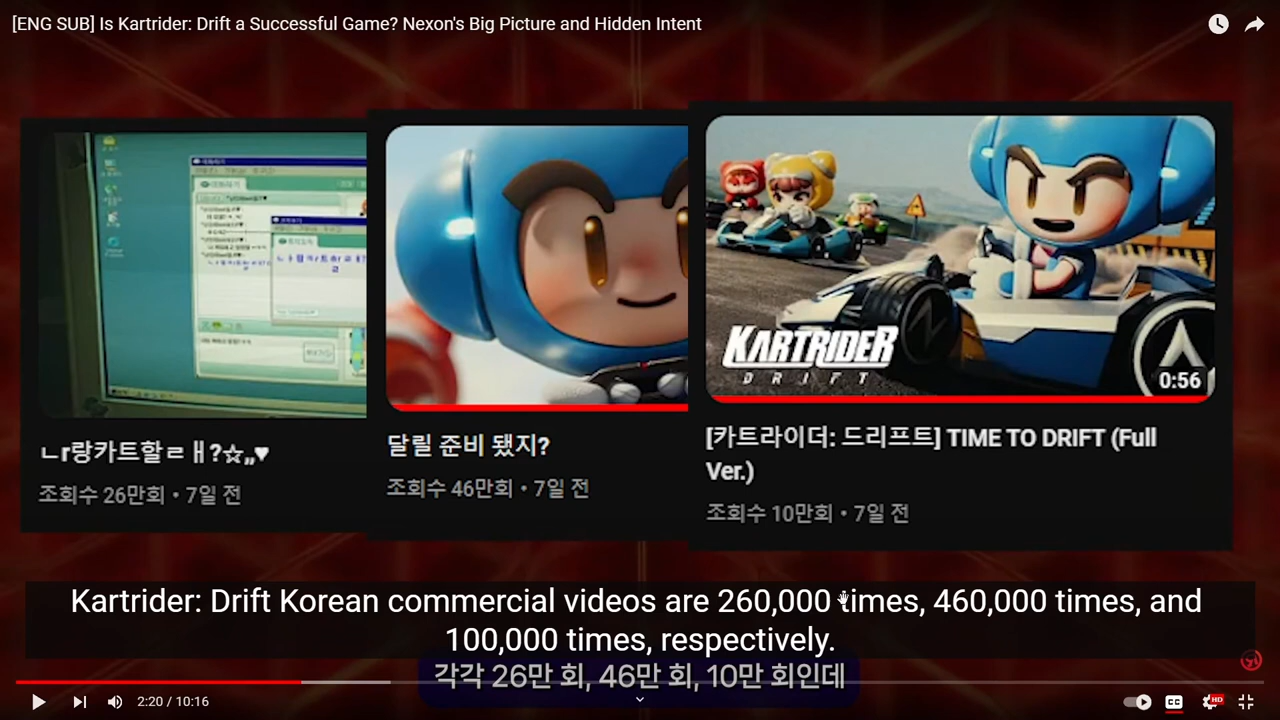 [ENG SUB] Is Kartrider: Drift a Successful Game? Nexon's Big Picture and Hidden Intent
KARTRIDER
DRIFT
0:56
ㄴr랑카트할ㄹㅐ?☆,,♥
조회수 26만회 • 7일 전
달릴 준비 됐지?
조회수 46만회 • 7일 전
[카트라이더: 드리프트] TIME TO DRIFT (Full
Ver.)
조회수 10만회 • 7일 전
Kartrider: Drift Korean commercial videos are 260,000 times, 460,000 times, and
100,000 times, respectively.
각각 26만 회, 46만 회, 10만 회인데
2:20 / 10:16
CC
HD